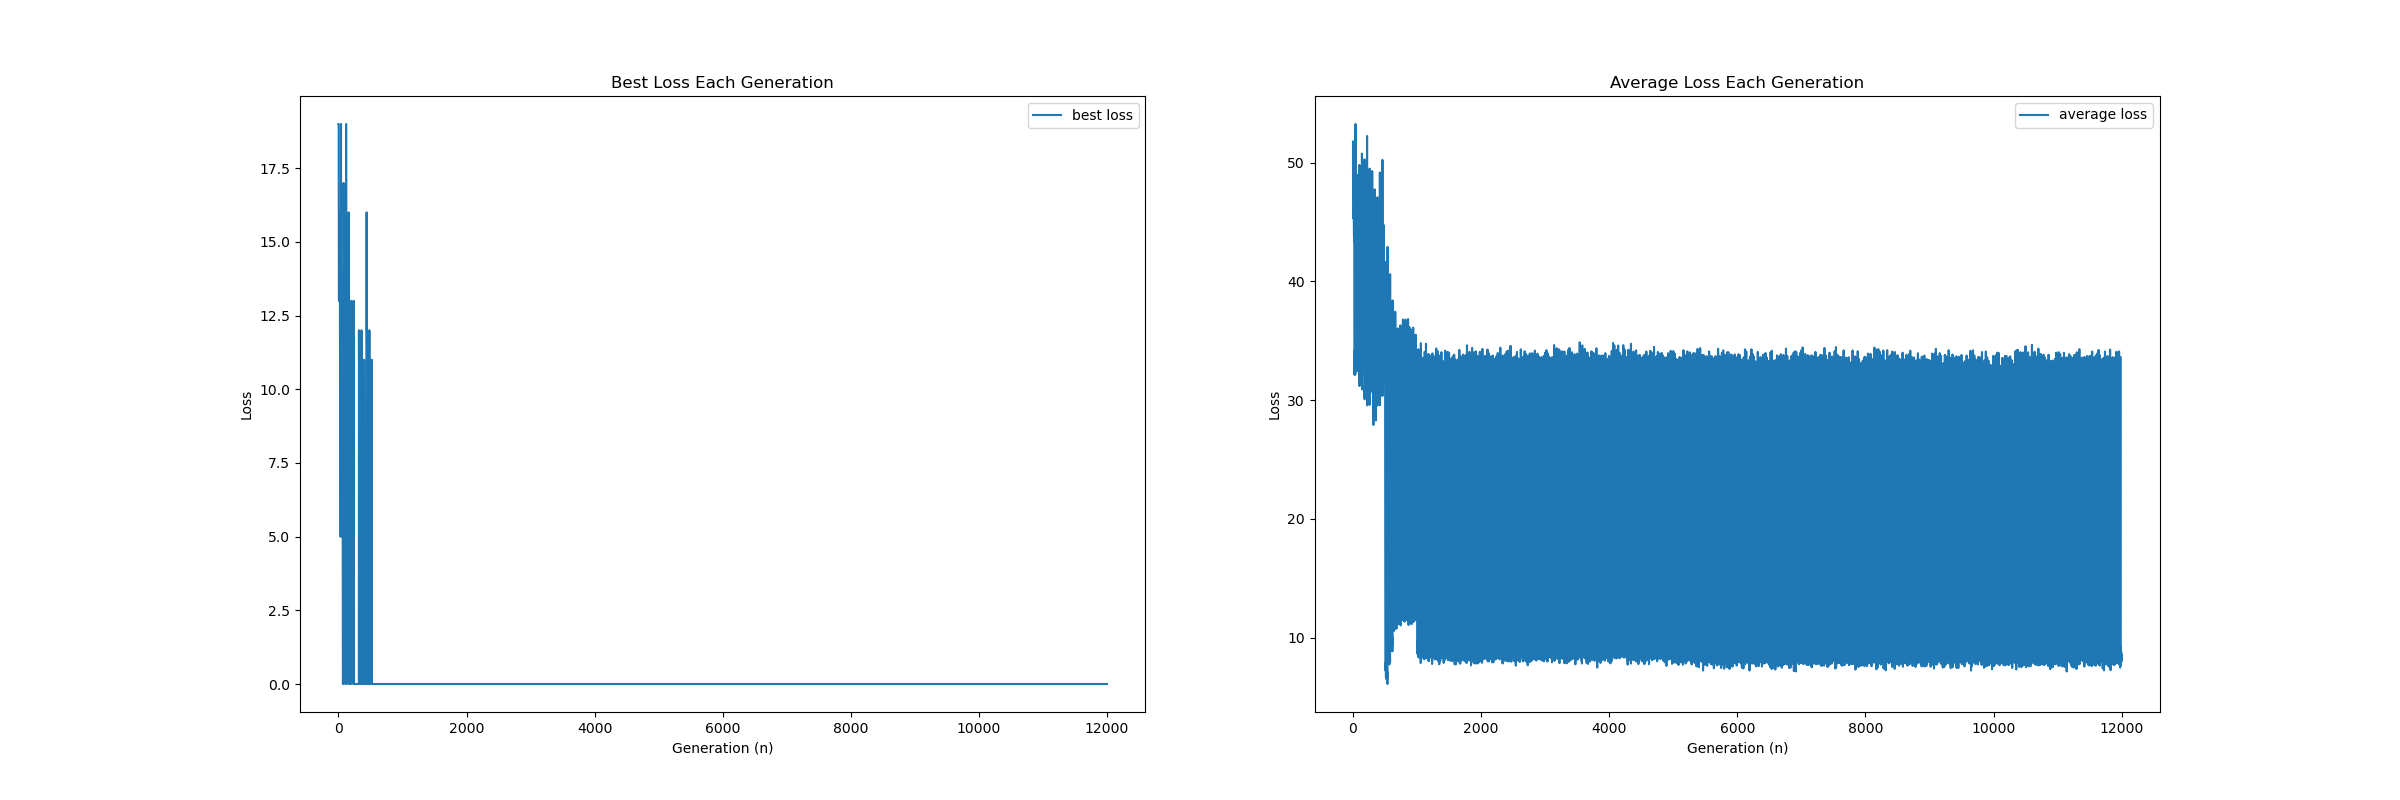 Best Loss Each Generation
best loss
17.5
15.0
12.5
10.0
7.5
5.0
2.5
0.0
Loss
0 2000 4000 6000 8000 10000 12000
Generation (n)
Average Loss Each Generation
average loss
50
40
30
20
10
Loss
0 2000 4000 6000 8000 10000 12000
Generation (n)